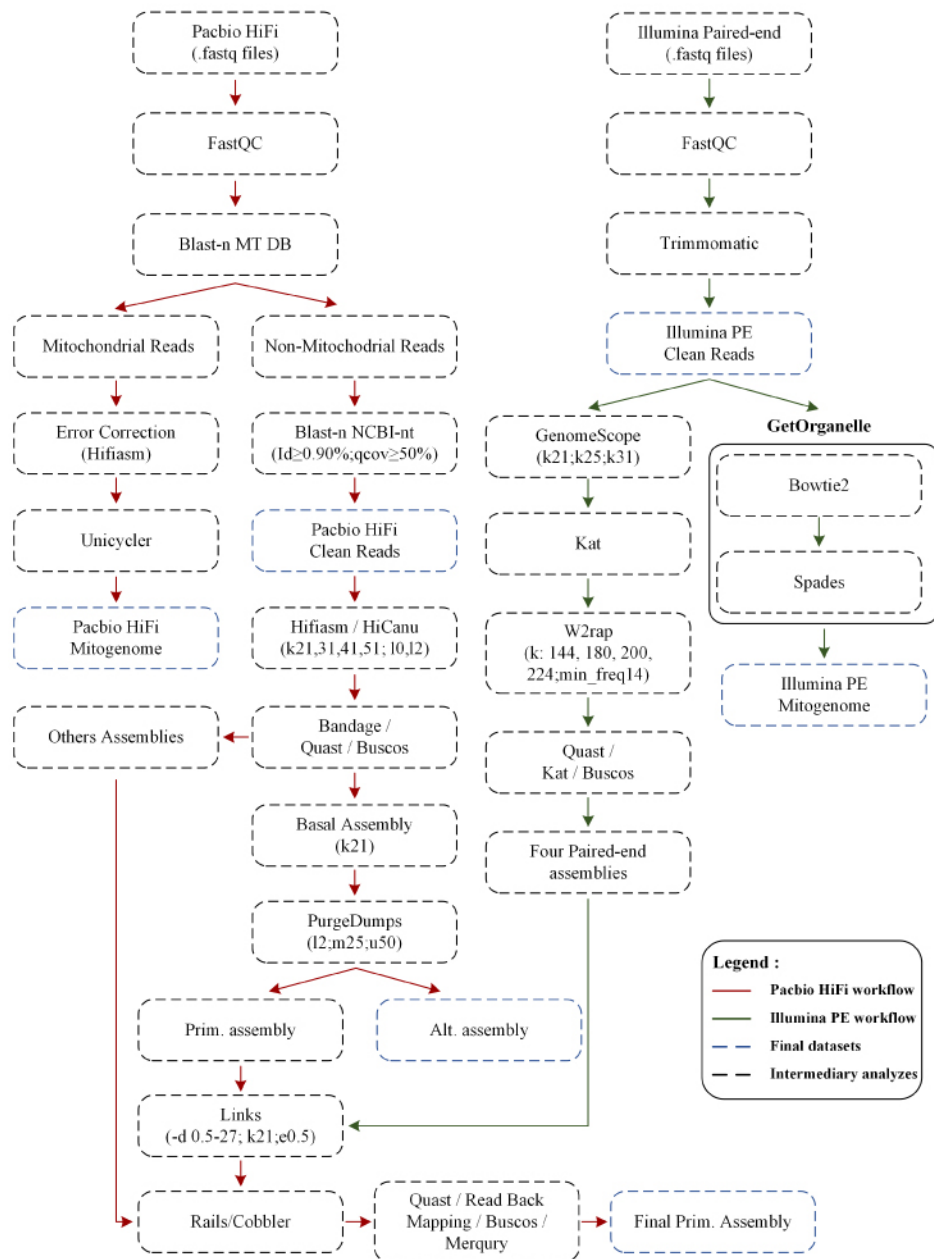 Pacbio HiFi
(.fastq files)
FastQC
Blast-n MT DB
Mitochondrial Reads
Error Correction
(Hifiasm)
Unicycler
Pacbio HiFi
Mitogenome
Non-Mitochodrial Reads
Blast-n NCBI-nt
(Id≥0.90%;qcov≥50%)
Pacbio HiFi
Clean Reads
Hifiasm / HiCanu
(k21,31,41,51; l0,l2)
Bandage /
Quast / Buscos
Others Assemblies
Basal Assembly
(k21)
PurgeDumps
(l2;m25;u50)
Prim. assembly
Alt. assembly
Links
(-d 0.5-27; k21;e0.5)
Rails/Cobbler
Quast / Read Back
Mapping / Buscos /
Merqury
Final Prim. Assembly
Illumina Paired-end
(.fastq files)
FastQC
Trimmomatic
Illumina PE
Clean Reads
GenomeScope
(k21;k25;k31)
Kat
W2rap
(k: 144, 180, 200,
224;min_freq14)
Quast /
Kat / Buscos
Four Paired-end
assemblies
GetOrganelle
Bowtie2
Spades
Illumina PE
Mitogenome
Legend :
Pacbio HiFi workflow
Illumina PE workflow
Final datasets
Intermediary analyzes